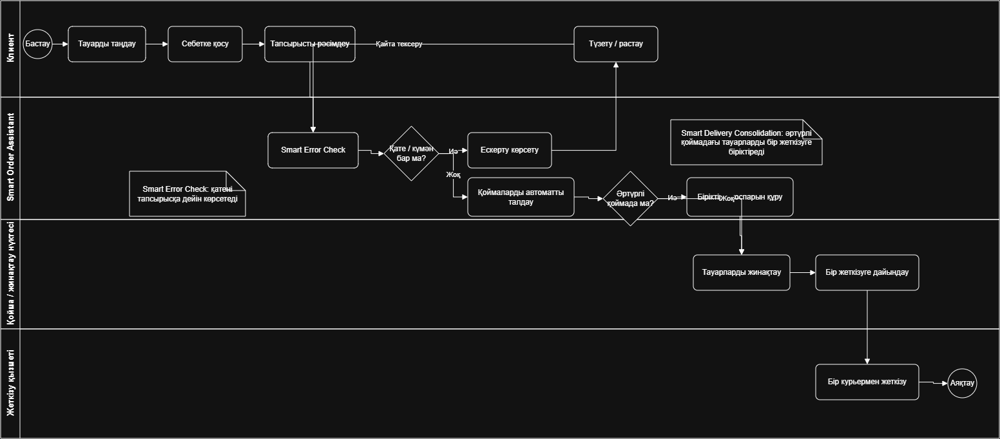 Клиент
Бастау
Тауарды таңдау
Себетке қосу
Тапсырысты рәсімдеу
Қайта тексеру
Түзету / растау
Smart Order Assistant
Smart Error Check
Қате / күмән
бар ма?
Иә
Ескерту көрсету
Smart Delivery Consolidation: әртүрлі
қоймадағы тауарларды бір жеткізуге
біріктіреді
Smart Error Check: қатені
тапсырысқа дейін көрсетеді
Жоқ
Қоймаларды автоматты
талдау
Әртүрлі
қоймада ма?
Иә
Жоқ
құру
Қойма / жинақтау нүктесі
Тауарларды жинақтау
Бір жеткізуге дайындау
Жеткізу қызметі
Бір курьермен жеткізу
Аяқтау